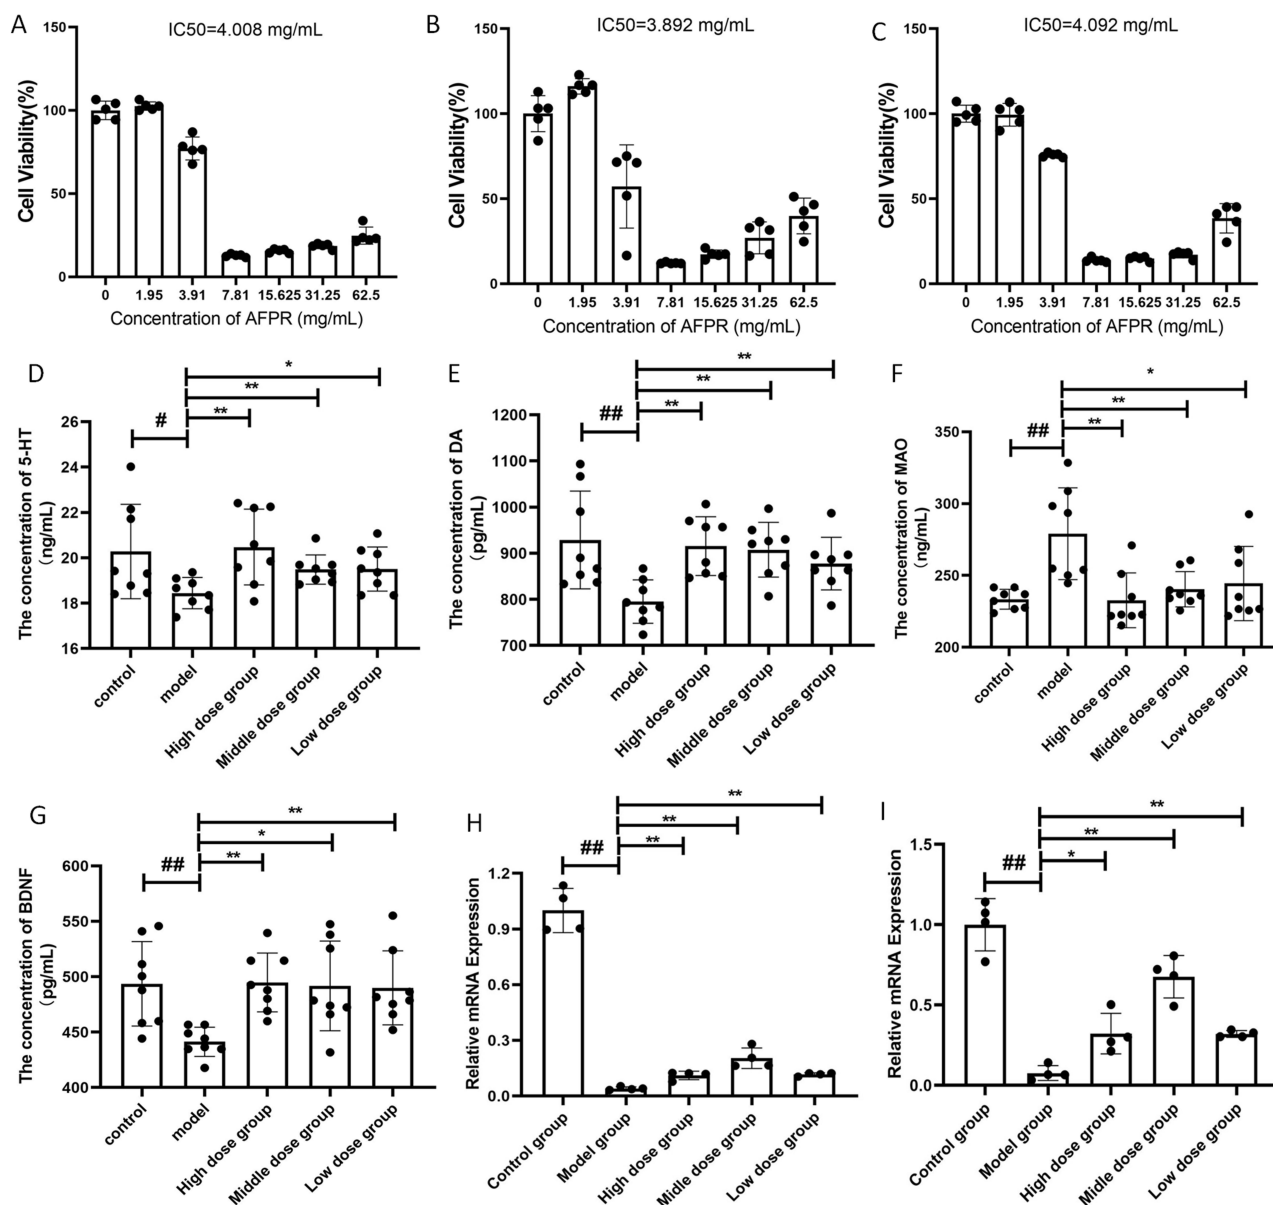 A
IC50=4.008 mg/mL
Cell Viability(%)
150
100
50
0
0 1.95 3.91 7.81 15.625 31.25 62.5
Concentration of AFPR (mg/mL)
B
IC50=3.892 mg/mL
Cell Viability(%)
150
100
50
0
0 1.95 3.91 7.81 15.625 31.25 62.5
Concentration of AFPR (mg/mL)
C
IC50=4.092 mg/mL
Cell Viability(%)
150
100
50
0
0 1.95 3.91 7.81 15.625 31.25 62.5
Concentration of AFPR (mg/mL)
D
*
**
# **
The concentration of 5-HT
(ng/mL)
26
24
22
20
18
16
control
model
High dose group
Middle dose group
Low dose group
E
**
**
## **
The concentration of DA
(pg/mL)
1200
1100
1000
900
800
700
control
model
High dose group
Middle dose group
Low dose group
F
*
**
## **
The concentration of MAO
(ng/mL)
350
300
250
200
control
model
High dose group
Middle dose group
Low dose group
G
**
*
## **
The concentration of BDNF
(pg/mL)
600
550
500
450
400
control
model
High dose group
Middle dose group
Low dose group
H
**
**
## **
Relative mRNA Expression
1.2
0.9
0.6
0.3
0.0
Control group
Model group
High dose group
Midle dose group
Low dose group
I
**
**
## *
Relative mRNA Expression
1.5
1.0
0.5
0.0
Control group
Model group
High dose group
Midle dose group
Low dose group